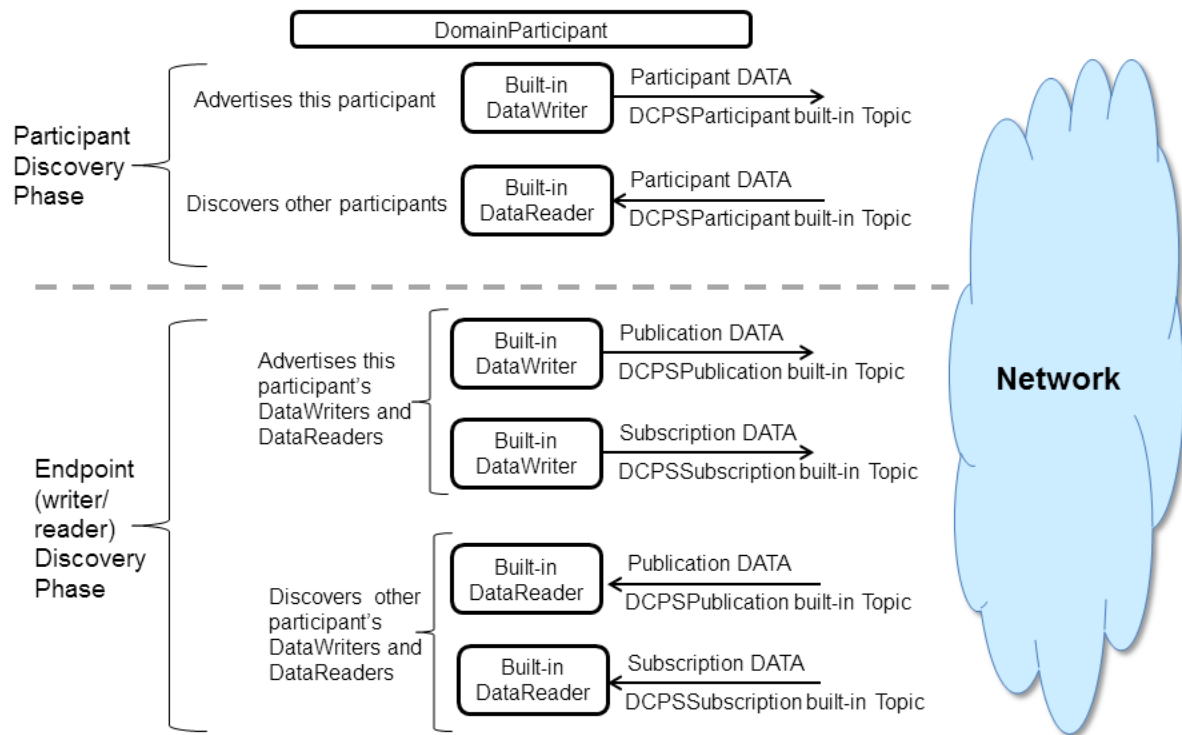 DomainParticipant
Participant
Discovery
Phase
Advertises this participant
Built-in
DataWriter
Participant DATA
DCPSParticipant built-in Topic
Discovers other participants
Built-in
DataReader
Participant DATA
DCPSParticipant built-in Topic
Endpoint
(writer/
reader)
Discovery
Phase
Advertises this
participant's
DataWriters and
DataReaders
Built-in
DataWriter
Publication DATA
DCPSPublication built-in Topic
Built-in
DataWriter
Subscription DATA
DCPSSubscription built-in Topic
Discovers other
participant's
DataWriters and
DataReaders
Built-in
DataReader
Publication DATA
DCPSPublication built-in Topic
Built-in
DataReader
Subscription DATA
DCPSSubscription built-in Topic
Network